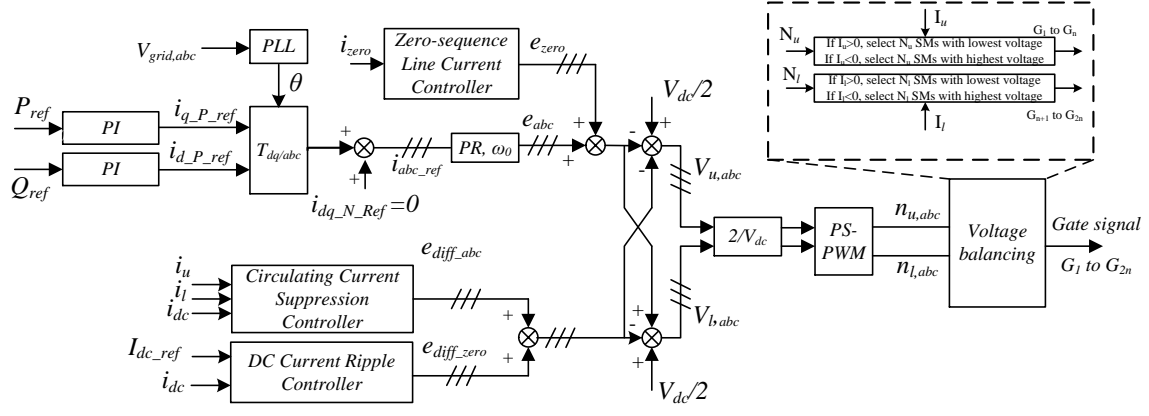 V_grid,abc
PLL
θ
P_ref
PI
i_q_P_ref
Q_ref
PI
i_d_P_ref
T_dq/abc
+
+
i_dq_N_Ref=0
i_abc_ref
PR, ω_0
e_abc
+
+
i_zero
Zero-sequence
Line Current
Controller
e_zero
V_dc/2
+
-
-
V_u,abc
i_u
i_l
i_dc
Circulating Current
Suppression
Controller
e_diff_abc
I_dc_ref
i_dc
DC Current Ripple
Controller
e_diff_zero
+
+
+
-
+
V_dc/2
V_l,abc
2/V_dc
PS-
PWM
n_u,abc
n_l,abc
Voltage
balancing
Gate signal
G_1 to G_2n
I_u
G_1 to G_n
N_u
If I_u>0, select N_u SMs with lowest voltage
If I_u<0, select N_u SMs with highest voltage
N_l
If I_l>0, select N_l SMs with lowest voltage
If I_l<0, select N_l SMs with highest voltage
G_n+1 to G_2n
I_l